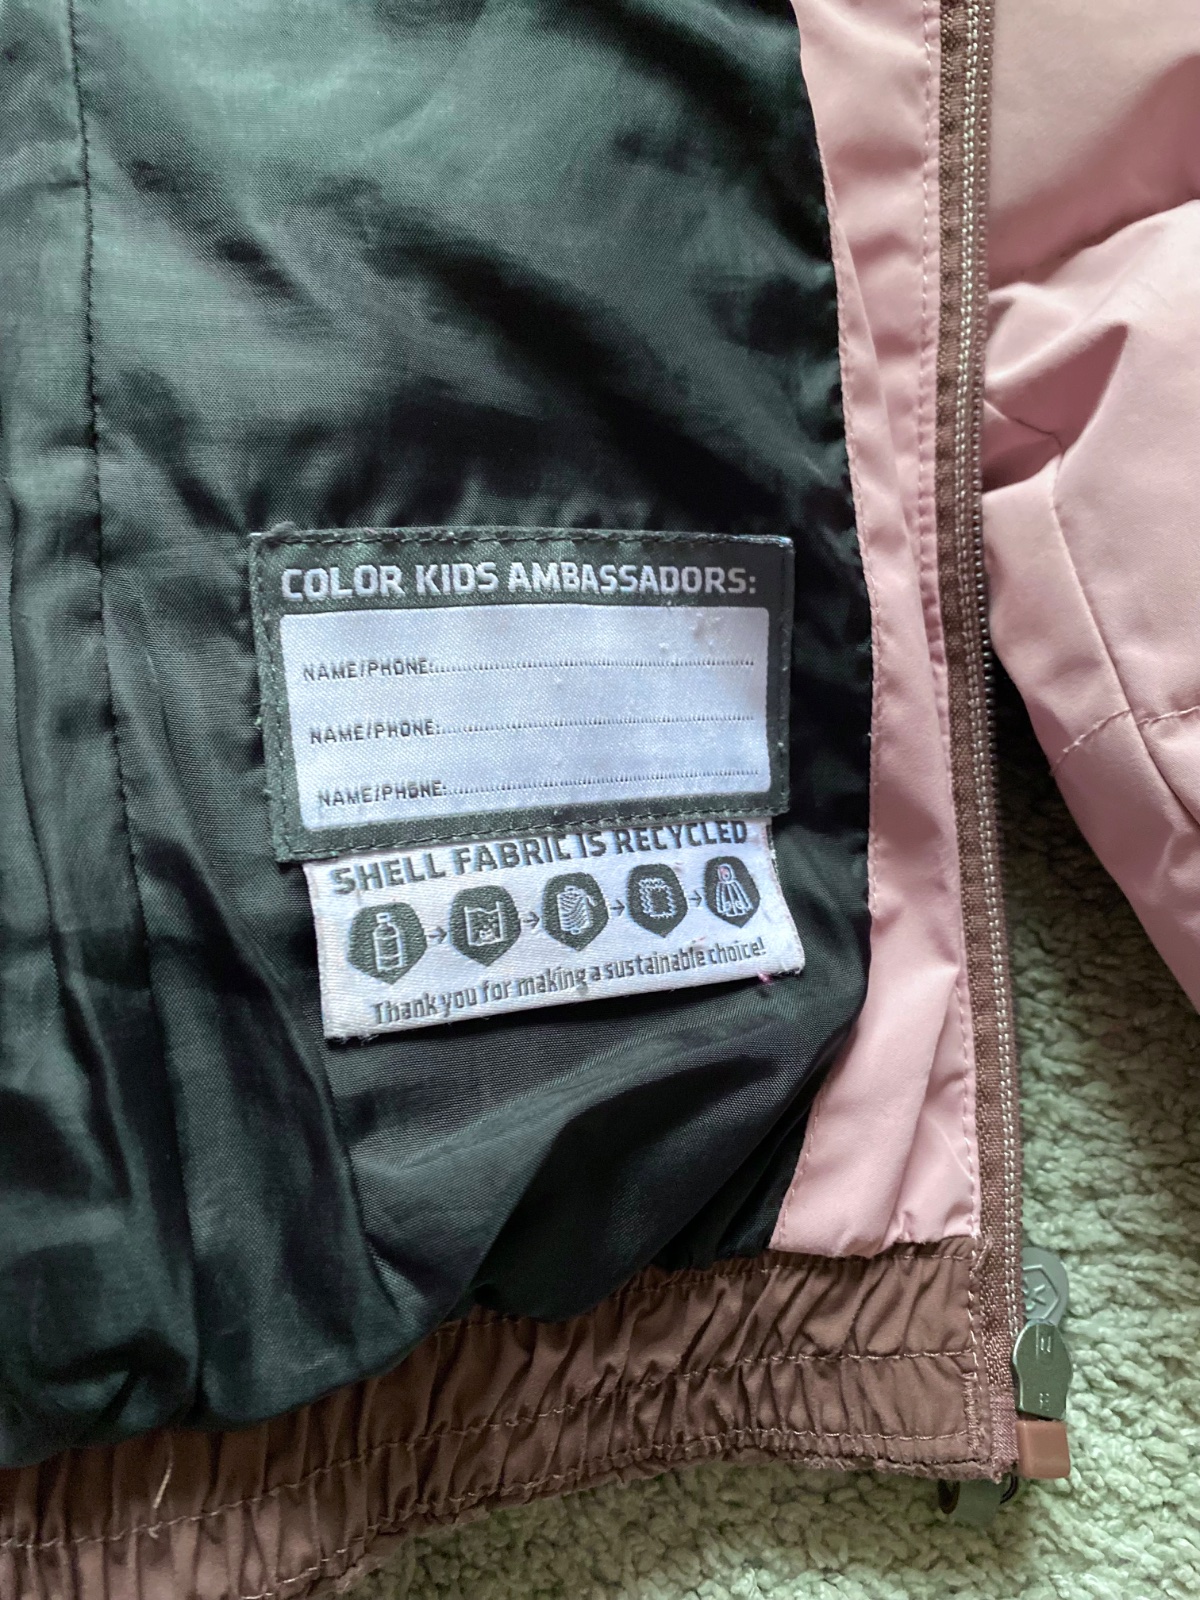 COLOR KIDS AMBASSADORS:
NAME/PHONE:
NAME/PHONE:
NAME/PHONE:
SHELL FABRIC IS RECYCLED
Thank you for making a sustainable choice!